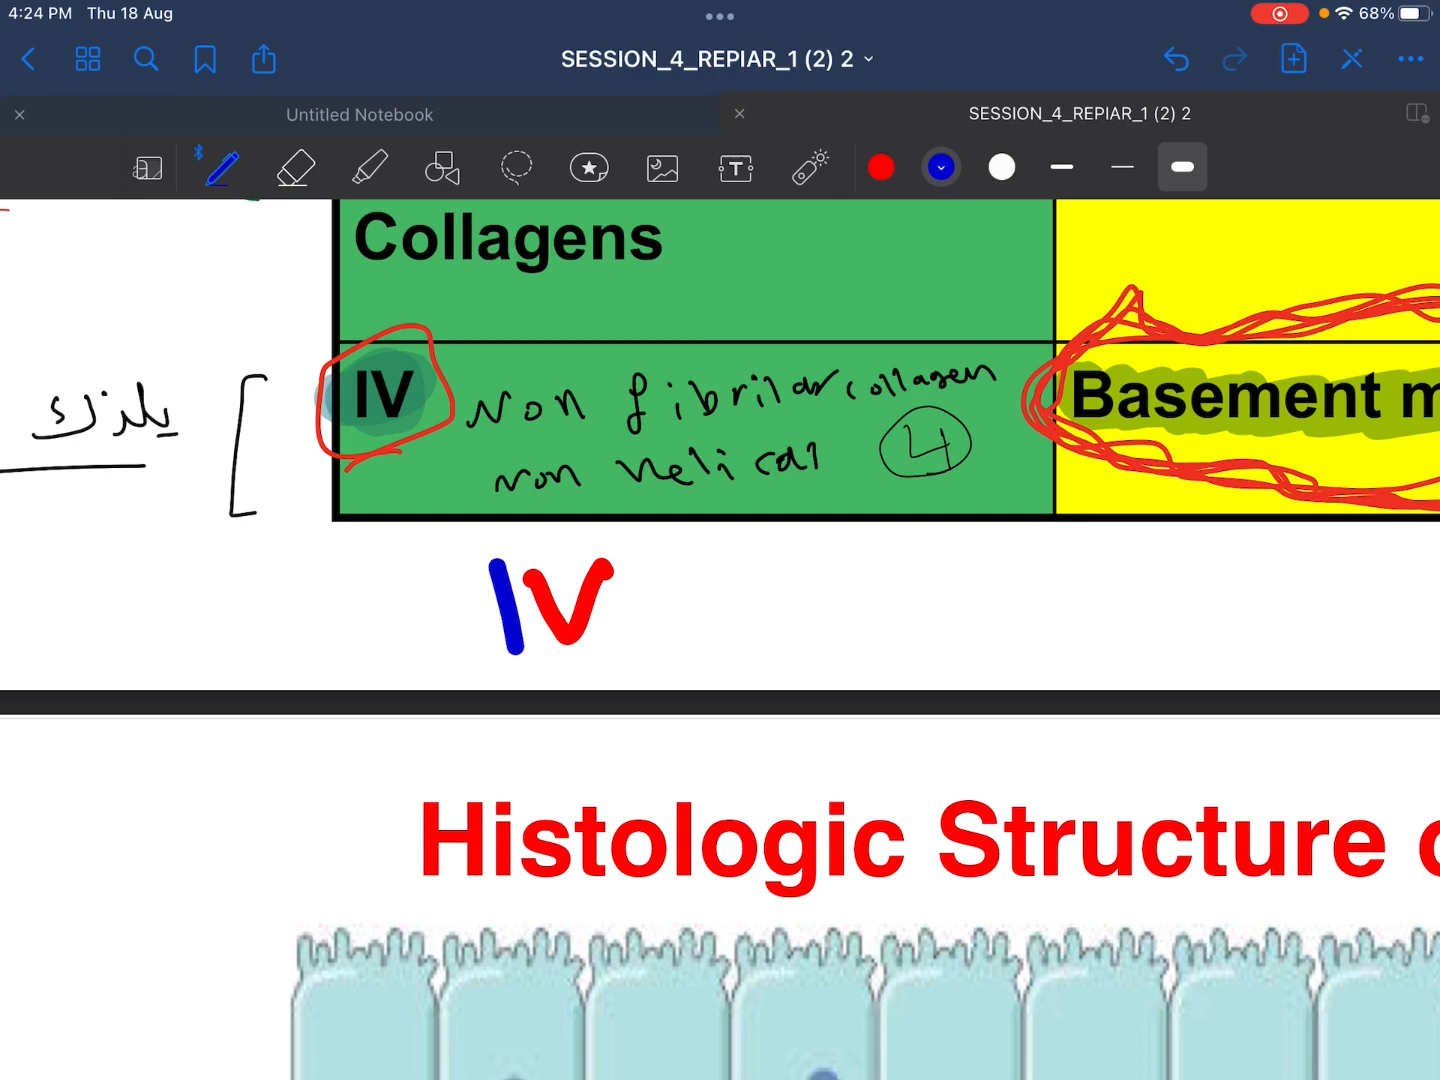 4:24 PM Thu 18 Aug
68%
SESSION_4_REPIAR_1 (2) 2
Untitled Notebook
SESSION_4_REPIAR_1 (2) 2
Collagens
IV Non fibrilar collagen
non helical 4
Basement m
IV
Histologic Structure